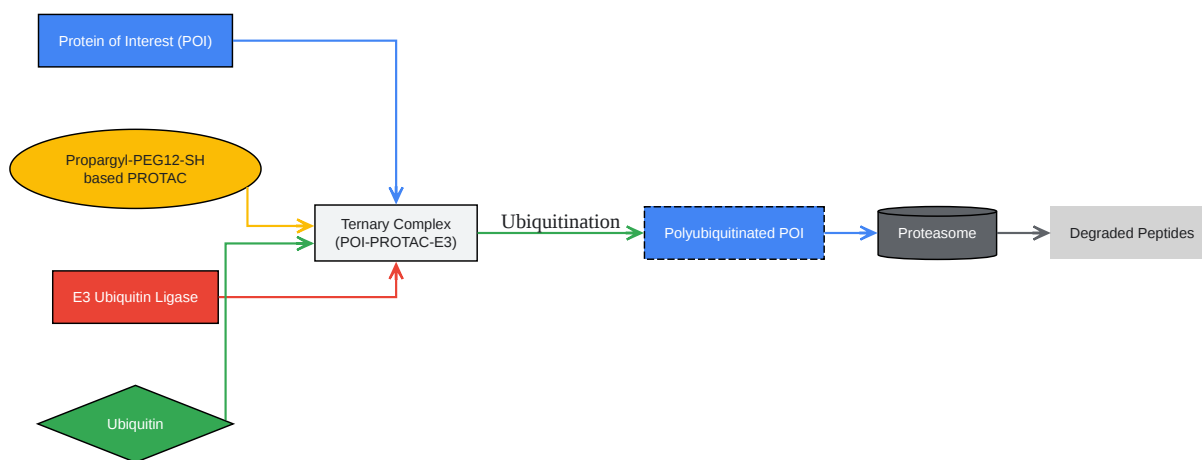 Protein of Interest (POI)
Propargyl-PEG12-SH
based PROTAC
Ternary Complex
(POI-PROTAC-E3)
Ubiquitination
Polyubiquitinated POI
Proteasome
Degraded Peptides
E3 Ubiquitin Ligase
Ubiquitin